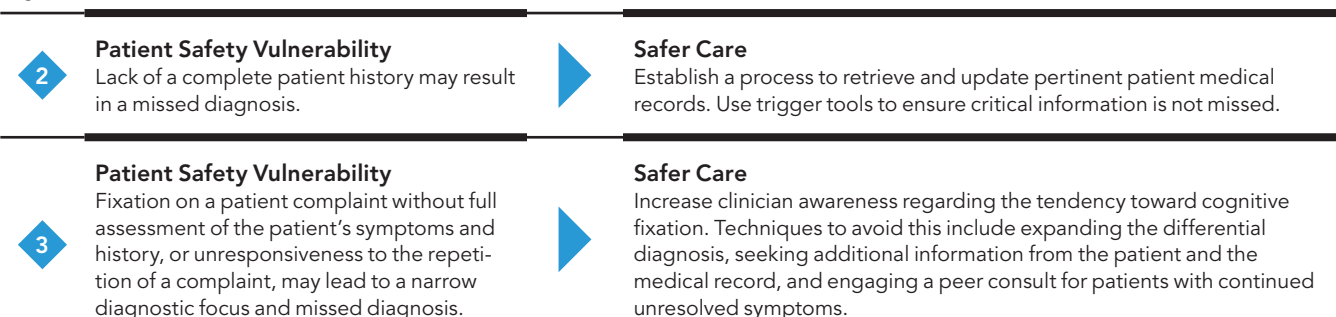 2
Patient Safety Vulnerability
Lack of a complete patient history may result
in a missed diagnosis.
Safer Care
Establish a process to retrieve and update pertinent patient medical
records. Use trigger tools to ensure critical information is not missed.
3
Patient Safety Vulnerability
Fixation on a patient complaint without full
assessment of the patient's symptoms and
history, or unresponsiveness to the repeti-
tion of a complaint, may lead to a narrow
diagnostic focus and missed diagnosis.
Safer Care
Increase clinician awareness regarding the tendency toward cognitive
fixation. Techniques to avoid this include expanding the differential
diagnosis, seeking additional information from the patient and the
medical record, and engaging a peer consult for patients with continued
unresolved symptoms.